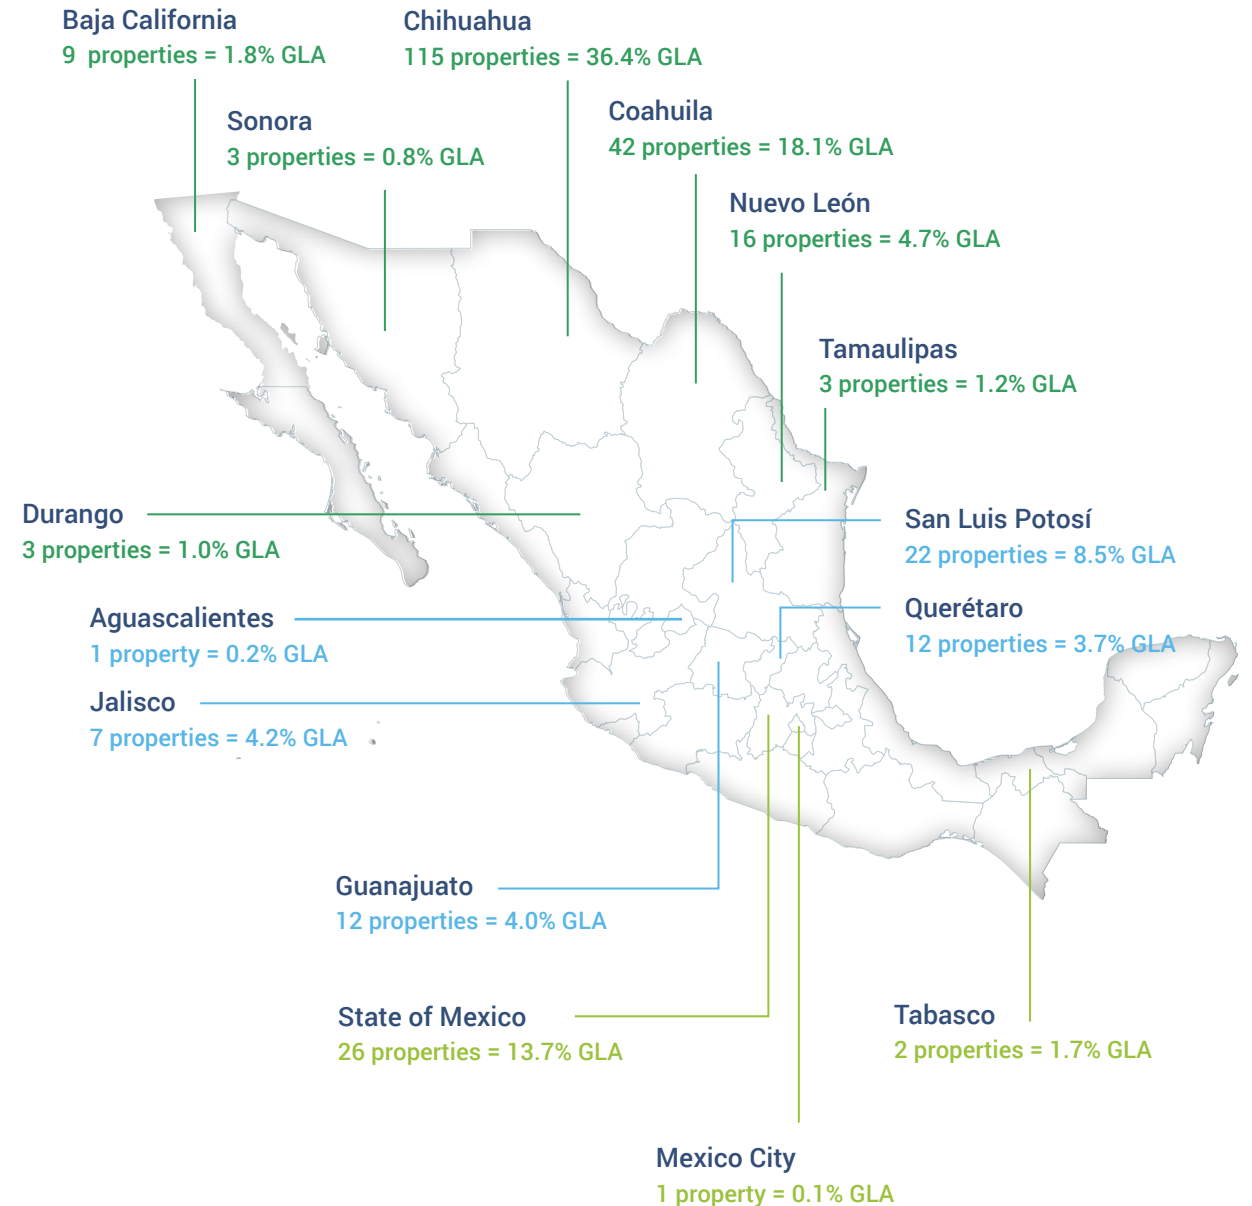 Baja California
9 properties = 1.8% GLA
Chihuahua
115 properties = 36.4% GLA
Sonora
3 properties = 0.8% GLA
Coahuila
42 properties = 18.1% GLA
Nuevo León
16 properties = 4.7% GLA
Tamaulipas
3 properties = 1.2% GLA
Durango
3 properties = 1.0% GLA
San Luis Potosí
22 properties = 8.5% GLA
Aguascalientes
1 property = 0.2% GLA
Querétaro
12 properties = 3.7% GLA
Jalisco
7 properties = 4.2% GLA
Guanajuato
12 properties = 4.0% GLA
State of Mexico
26 properties = 13.7% GLA
Tabasco
2 properties = 1.7% GLA
Mexico City
1 property = 0.1% GLA